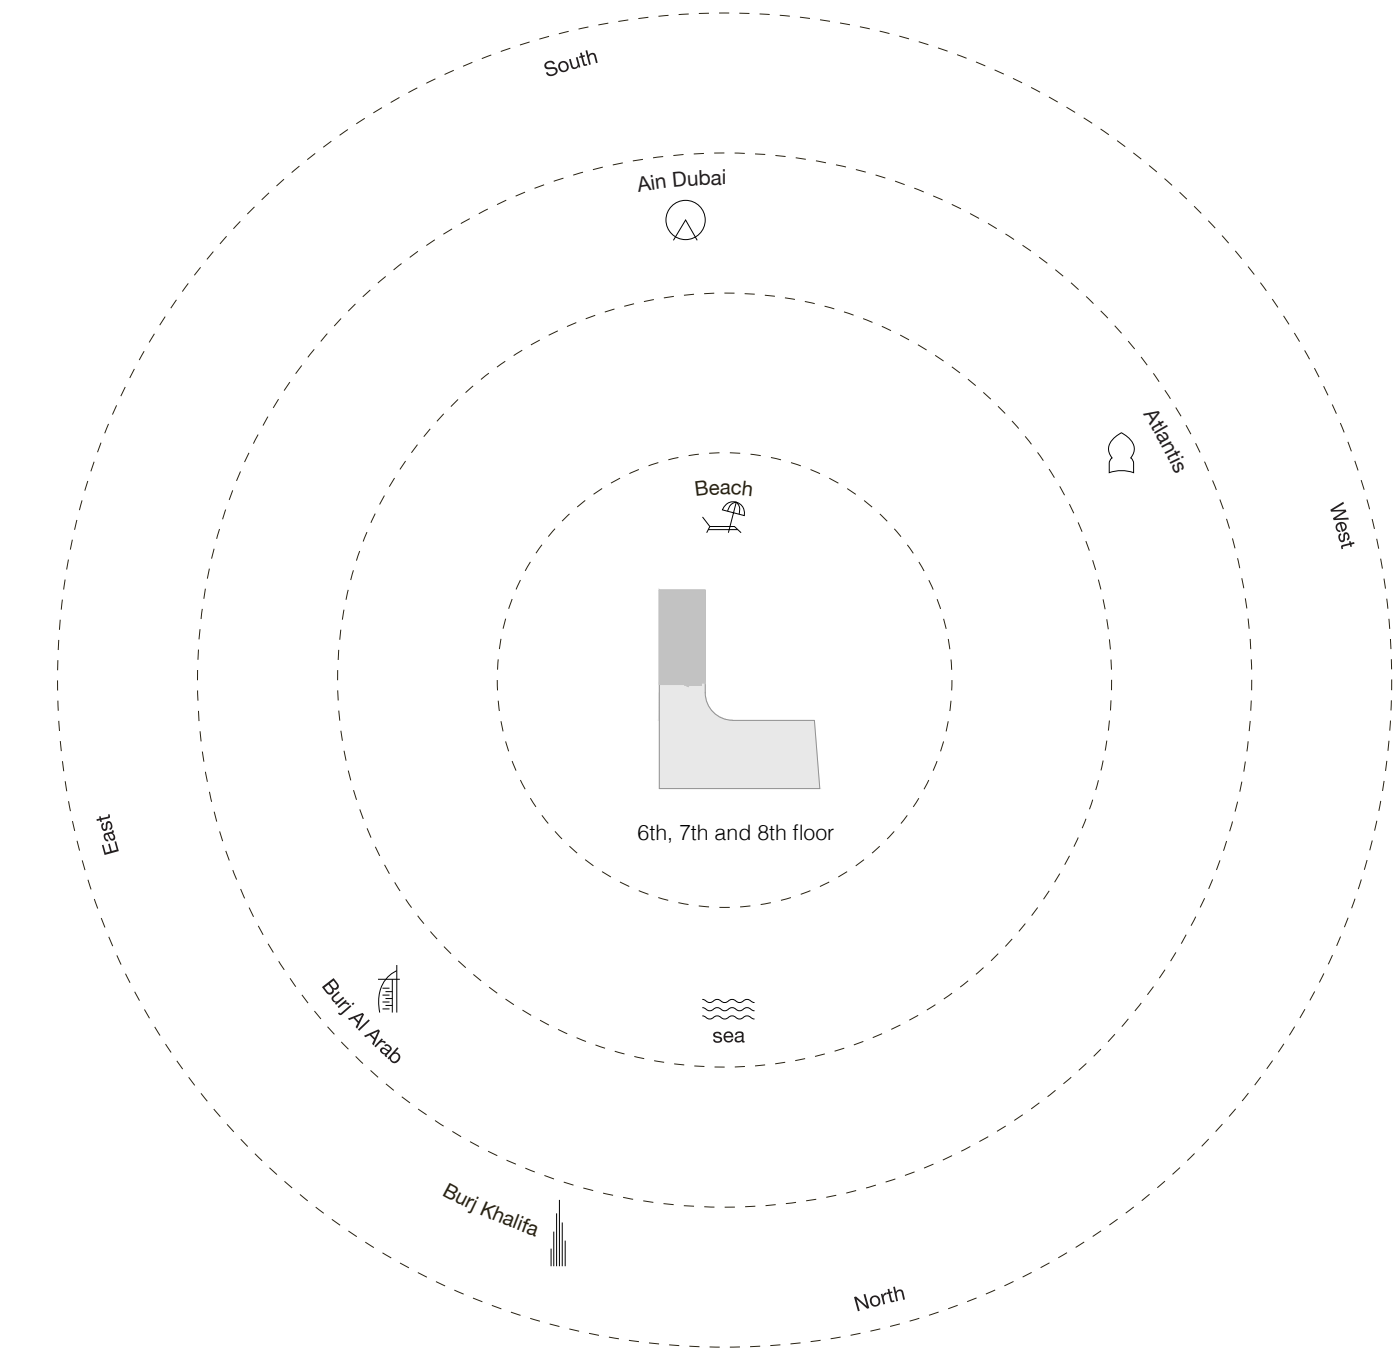 South
Ain Dubai
Atlantis
Beach
West
6th, 7th and 8th floor
East
Burj Al Arab
sea
Burj Khalifa
North